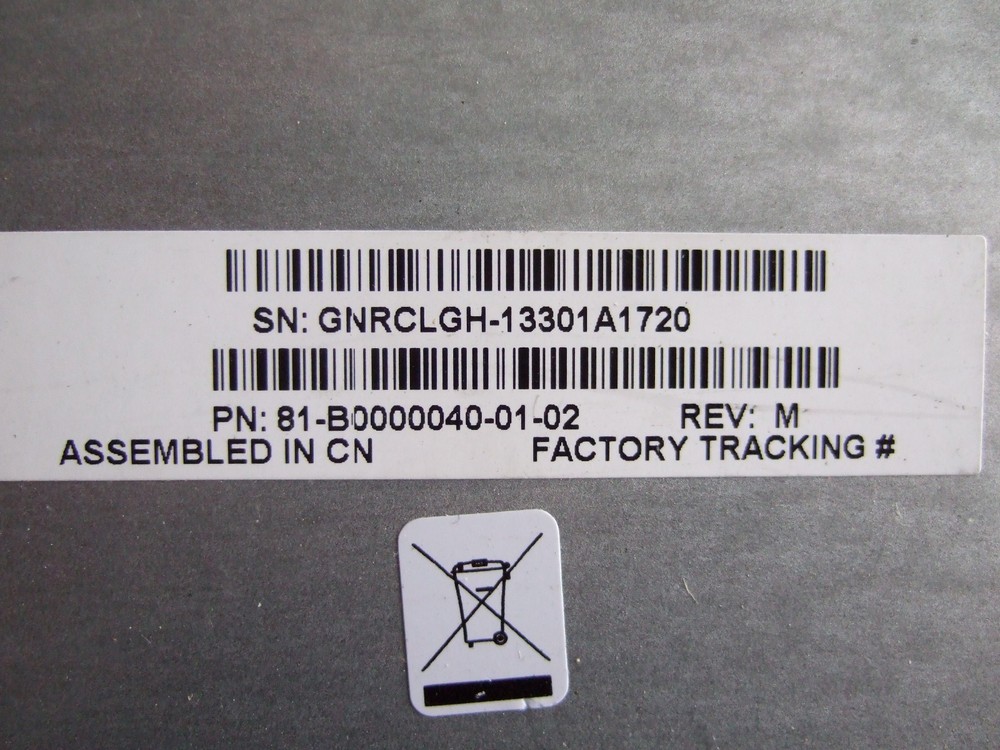 SN: GNRCLGH-13301A1720
PN: 81-B0000040-01-02 REV: M
ASSEMBLED IN CN FACTORY TRACKING #